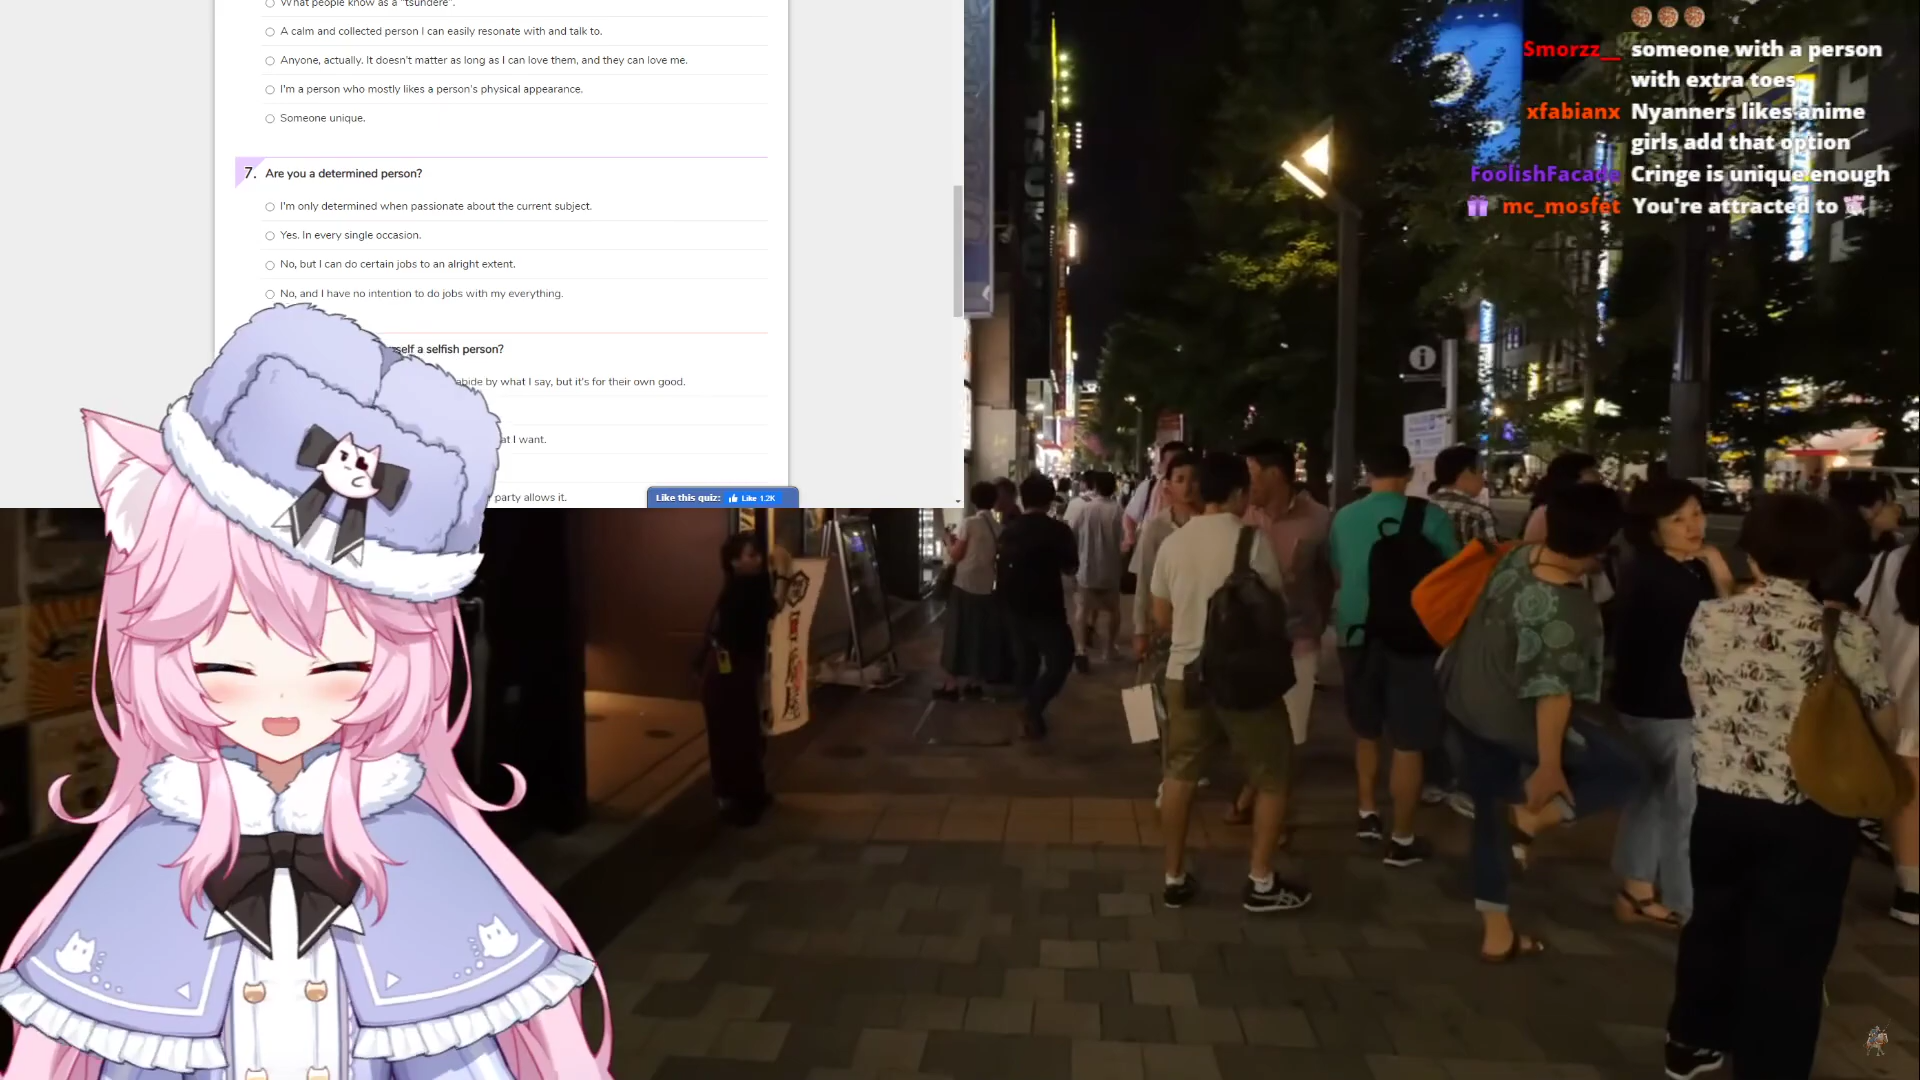 What people know as a "tsundere".
A calm and collected person I can easily resonate with and talk to.
Anyone, actually. It doesn't matter as long as I can love them, and they can love me.
I'm a person who mostly likes a person's physical appearance.
Someone unique.
7. Are you a determined person?
I'm only determined when passionate about the current subject.
Yes. In every single occasion.
No, but I can do certain jobs to an alright extent.
No, and I have no intention to do jobs with my everything.
self a selfish person?
abide by what I say, but it's for their own good.
at I want.
party allows it.
Like this quiz: Like 1.2K
Smorzz__ someone with a person
with extra toes
xfabianx Nyanners likes anime
girls add that option
FoolishFacade Cringe is unique enough
mc_mosfet You're attracted to